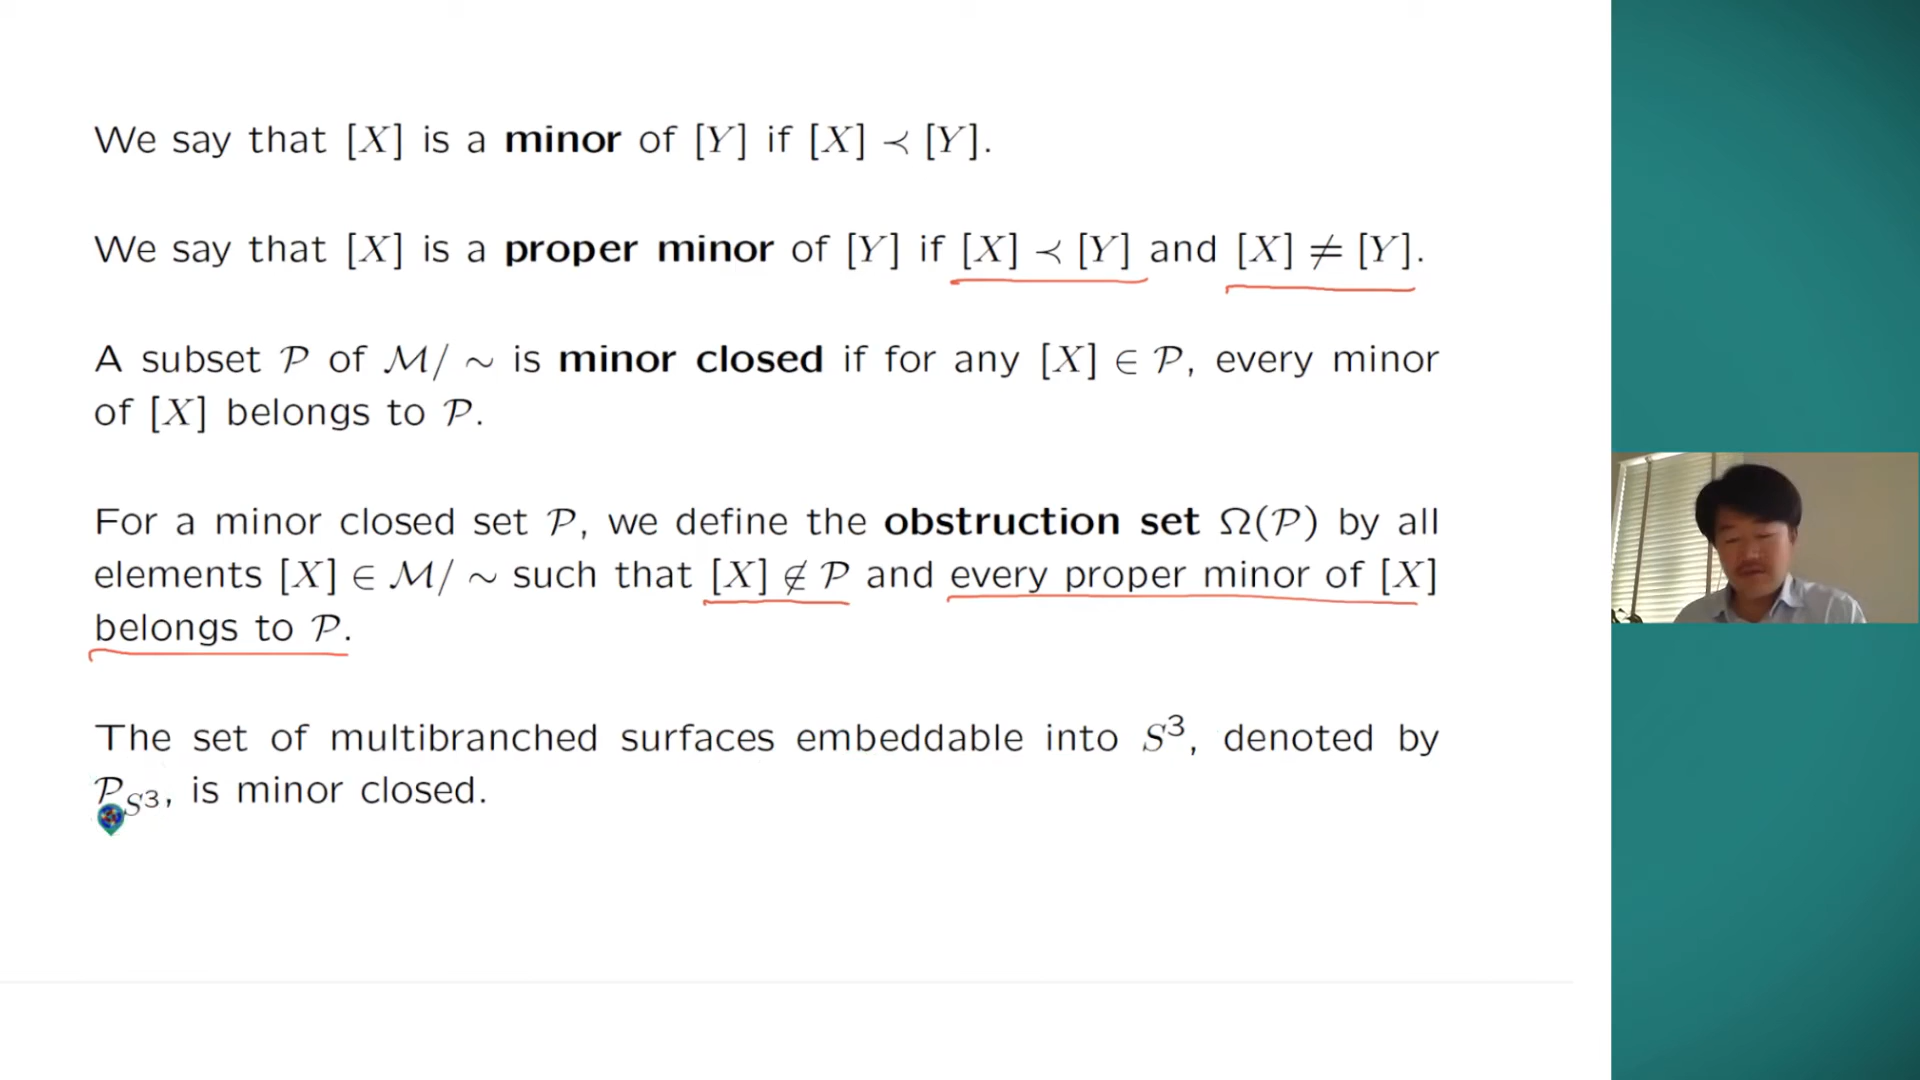 We say that [X] is a minor of [Y] if [X] ≺ [Y].
We say that [X] is a proper minor of [Y] if [X] ≺ [Y] and [X] ≠ [Y].
A subset 𝒫 of ℳ/ ∼ is minor closed if for any [X] ∈ 𝒫, every minor
of [X] belongs to 𝒫.
For a minor closed set 𝒫, we define the obstruction set Ω(𝒫) by all
elements [X] ∈ ℳ/ ∼ such that [X] ∉ 𝒫 and every proper minor of [X]
belongs to 𝒫.
The set of multibranched surfaces embeddable into S³, denoted by
𝒫_{S³}, is minor closed.